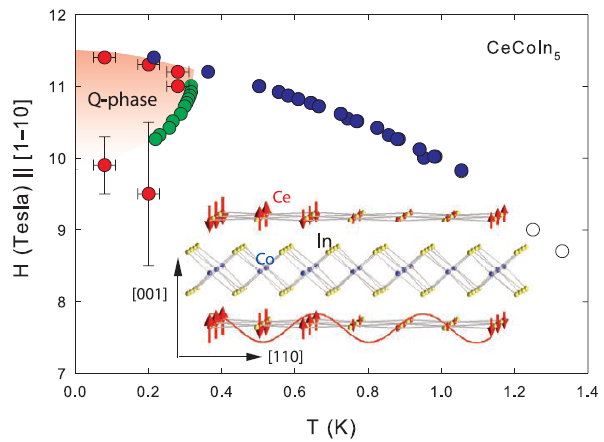 12
11
10
9
8
7
H (Tesla) || [1-10]
CeCoIn5
Q-phase
Ce
In
Co
[001]
[110]
0.0 0.2 0.4 0.6 0.8 1.0 1.2 1.4
T (K)